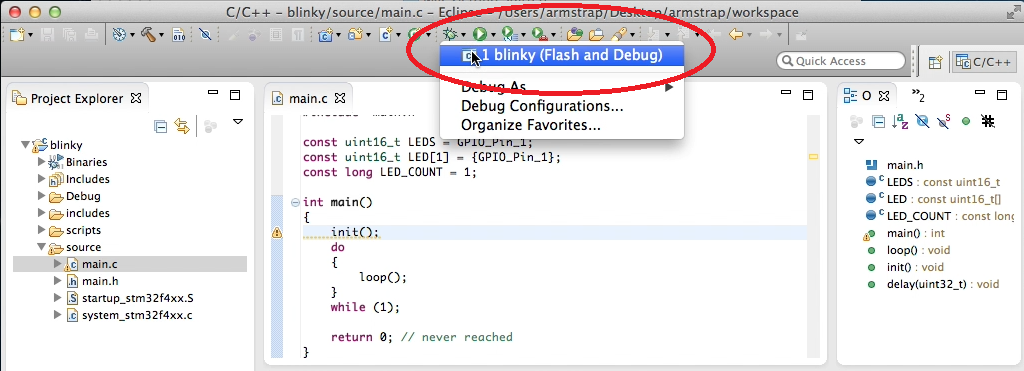 C/C++ - blinky/source/main.c - Eclipse - /Users/armstrap/Desktop/armstrap/workspace
1 blinky (Flash and Debug)
Debug As
Debug Configurations...
Organize Favorites...
Quick Access
C/C++
Project Explorer
blinky
Binaries
Includes
Debug
includes
scripts
source
main.c
main.h
startup_stm32f4xx.S
system_stm32f4xx.c
main.c
const uint16_t LEDS = GPIO_Pin_1;
const uint16_t LED[1] = {GPIO_Pin_1};
const long LED_COUNT = 1;
int main()
{
init();
do
{
loop();
}
while (1);
return 0; // never reached
}
O
2
main.h
LEDS : const uint16_t
LED : const uint16_t[]
LED_COUNT : const long
main() : int
loop() : void
init() : void
delay(uint32_t) : void